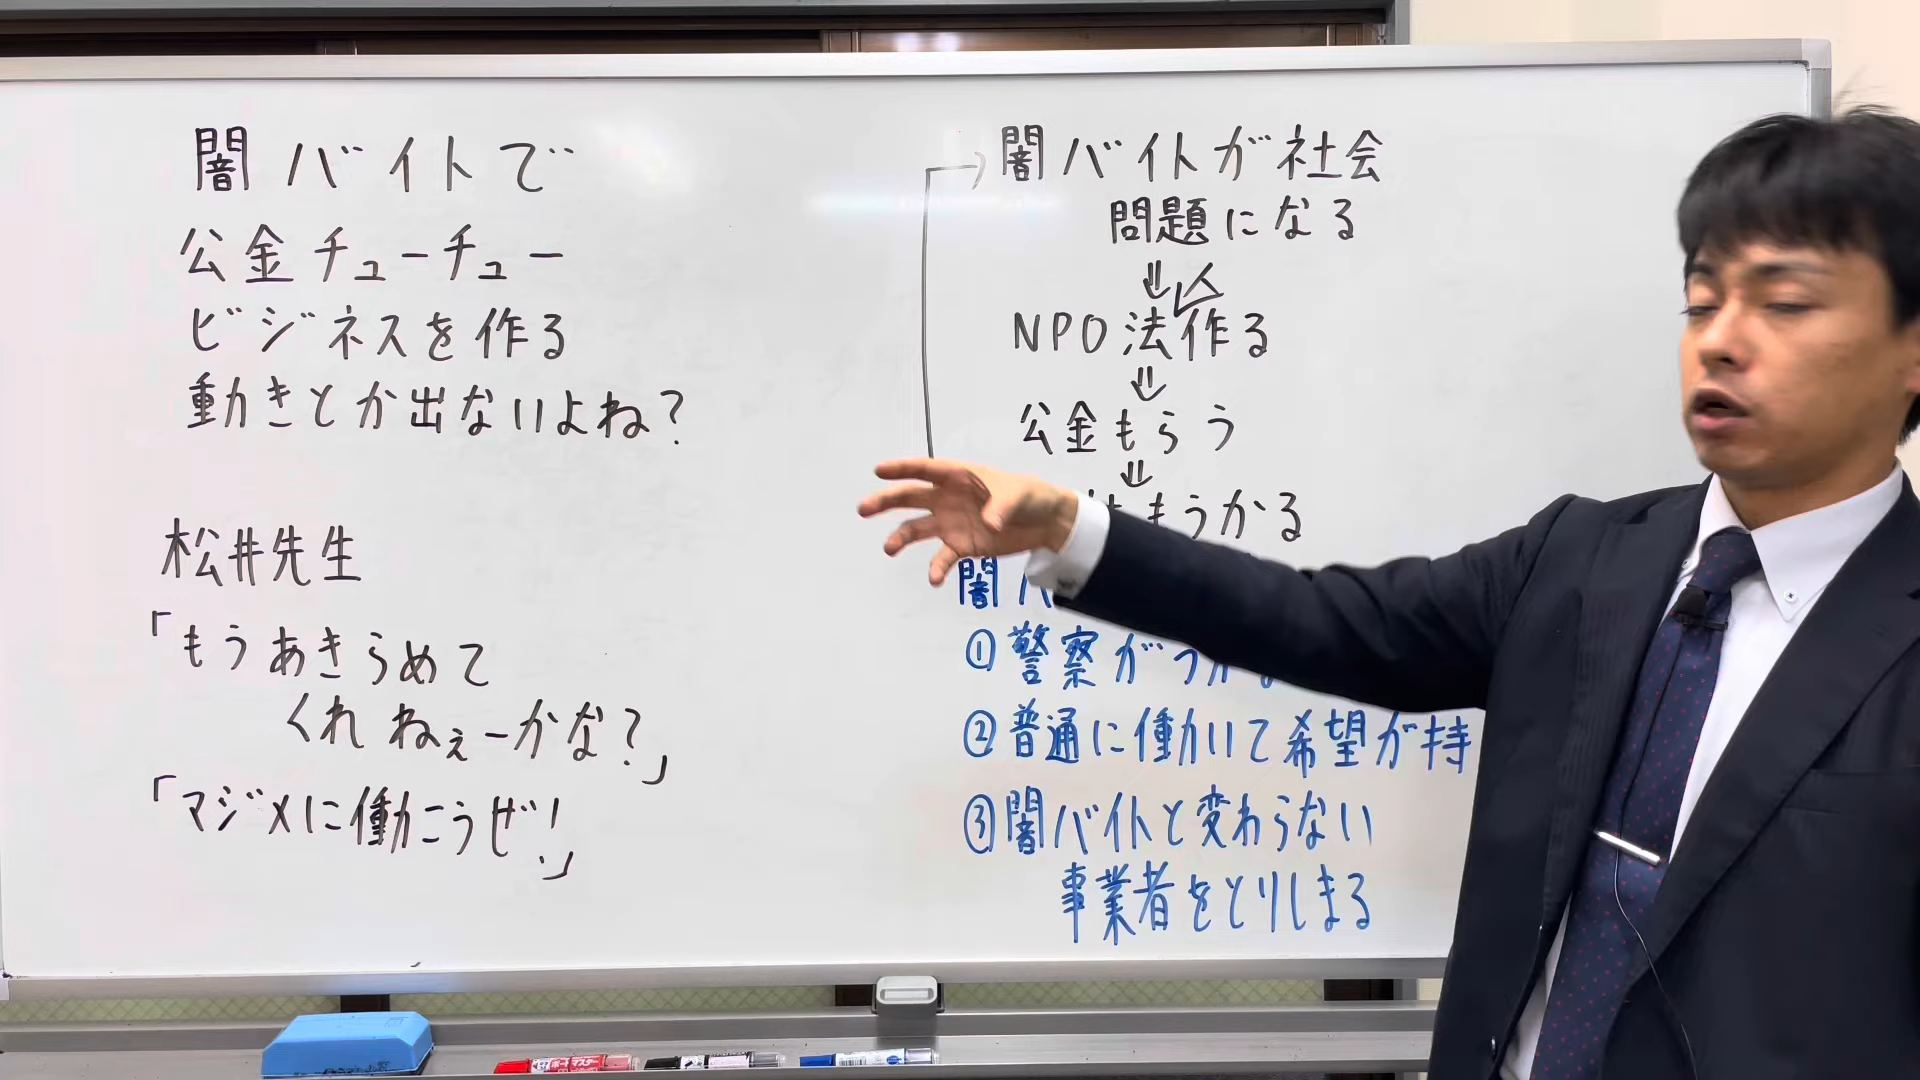 闇バイトで
公金チューチュー
ビジネスを作る
動きとか出ないよね?
松井先生
「もうあきらめて
くれねぇーかな?」
「マジメに働こうぜ!」
闇バイトが社会
問題になる
⇓
人
NPO法作る
⇓
公金もらう
⇓
もうかる
闇バ
①警察がつか
②普通に働いて希望が持
③闇バイトと変わらない
事業者をとりしまる